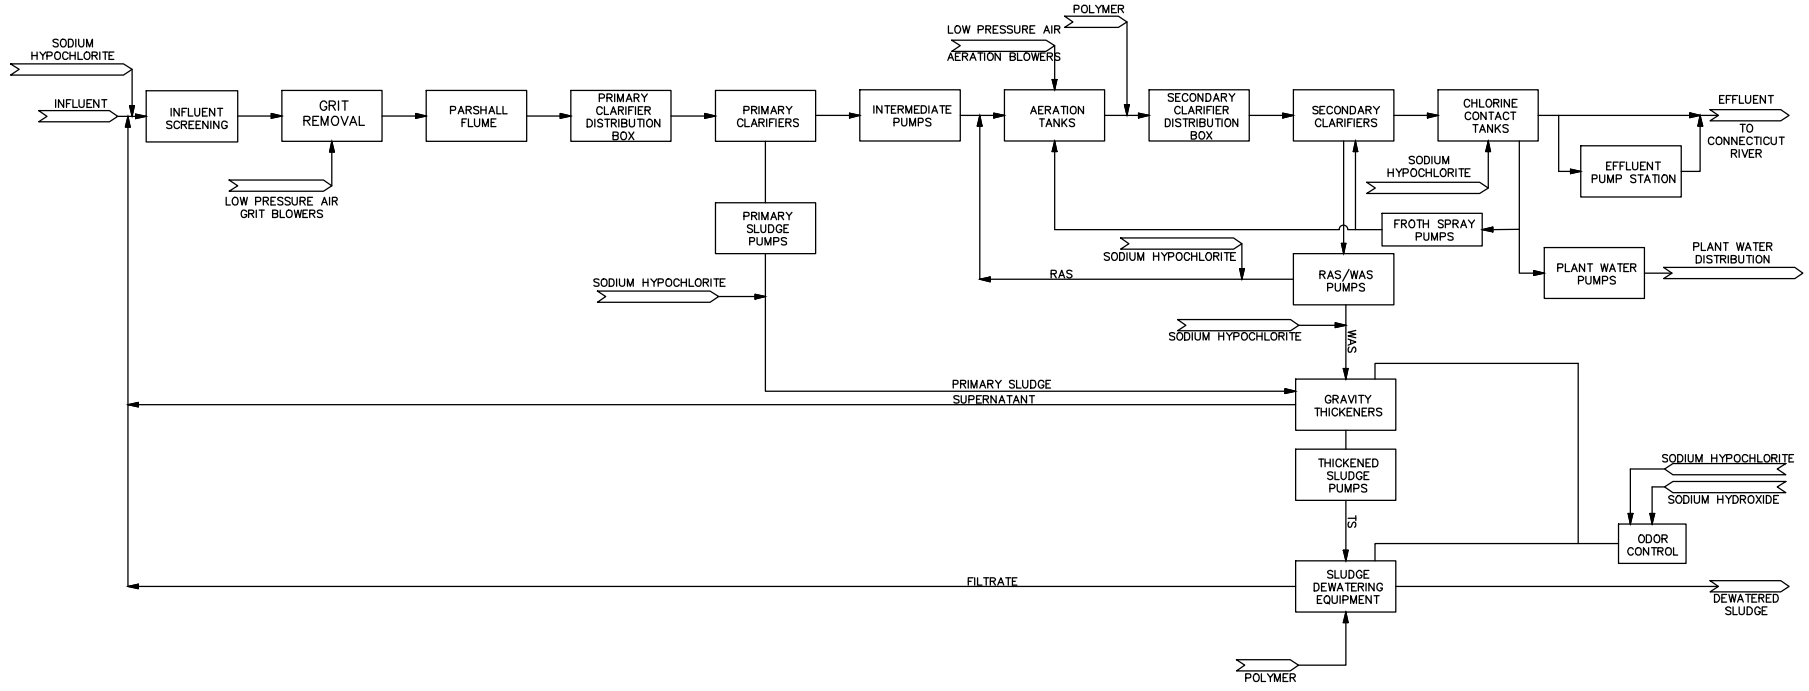 POLYMER
LOW PRESSURE AIR
AERATION BLOWERS
SODIUM
HYPOCHLORITE
INFLUENT
INFLUENT
SCREENING
GRIT
REMOVAL
PARSHALL
FLUME
PRIMARY
CLARIFIER
DISTRIBUTION
BOX
PRIMARY
CLARIFIERS
INTERMEDIATE
PUMPS
AERATION
TANKS
SECONDARY
CLARIFIER
DISTRIBUTION
BOX
SECONDARY
CLARIFIERS
CHLORINE
CONTACT
TANKS
EFFLUENT
TO
CONNECTICUT
RIVER
LOW PRESSURE AIR
GRIT BLOWERS
SODIUM
HYPOCHLORITE
EFFLUENT
PUMP STATION
PRIMARY
SLUDGE
PUMPS
FROTH SPRAY
PUMPS
SODIUM HYPOCHLORITE
PLANT WATER
DISTRIBUTION
PLANT WATER
PUMPS
RAS
RAS/WAS
PUMPS
SODIUM HYPOCHLORITE
SODIUM HYPOCHLORITE
WAS
PRIMARY SLUDGE
SUPERNATANT
GRAVITY
THICKENERS
THICKENED
SLUDGE
PUMPS
SODIUM HYPOCHLORITE
SODIUM HYDROXIDE
TS
ODOR
CONTROL
FILTRATE
SLUDGE
DEWATERING
EQUIPMENT
DEWATERED
SLUDGE
POLYMER